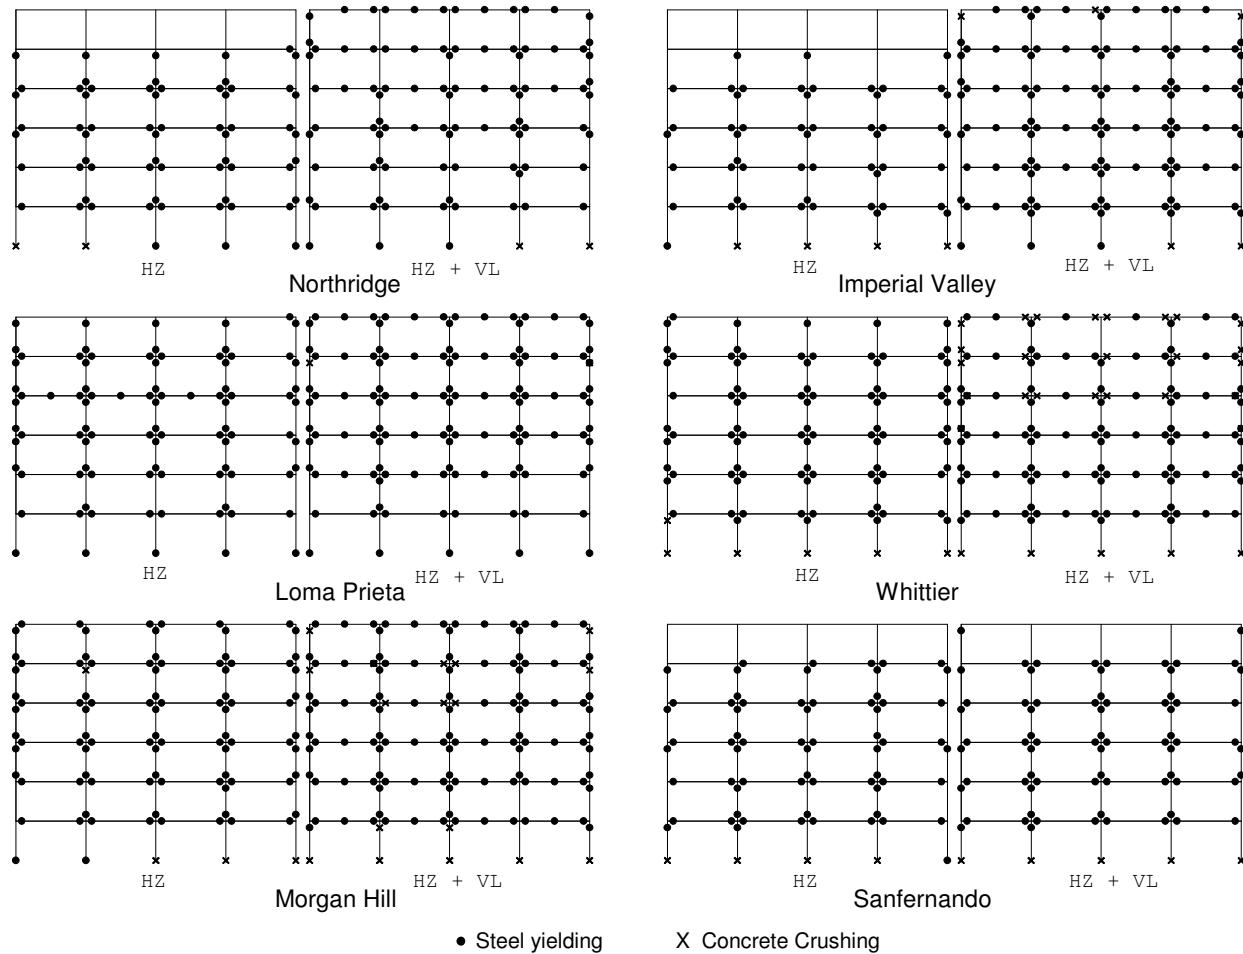 HZ
HZ + VL
Northridge
HZ
HZ + VL
Imperial Valley
HZ
HZ + VL
Loma Prieta
HZ
HZ + VL
Whittier
HZ
HZ + VL
Morgan Hill
HZ
HZ + VL
Sanfernando
• Steel yielding
X Concrete Crushing